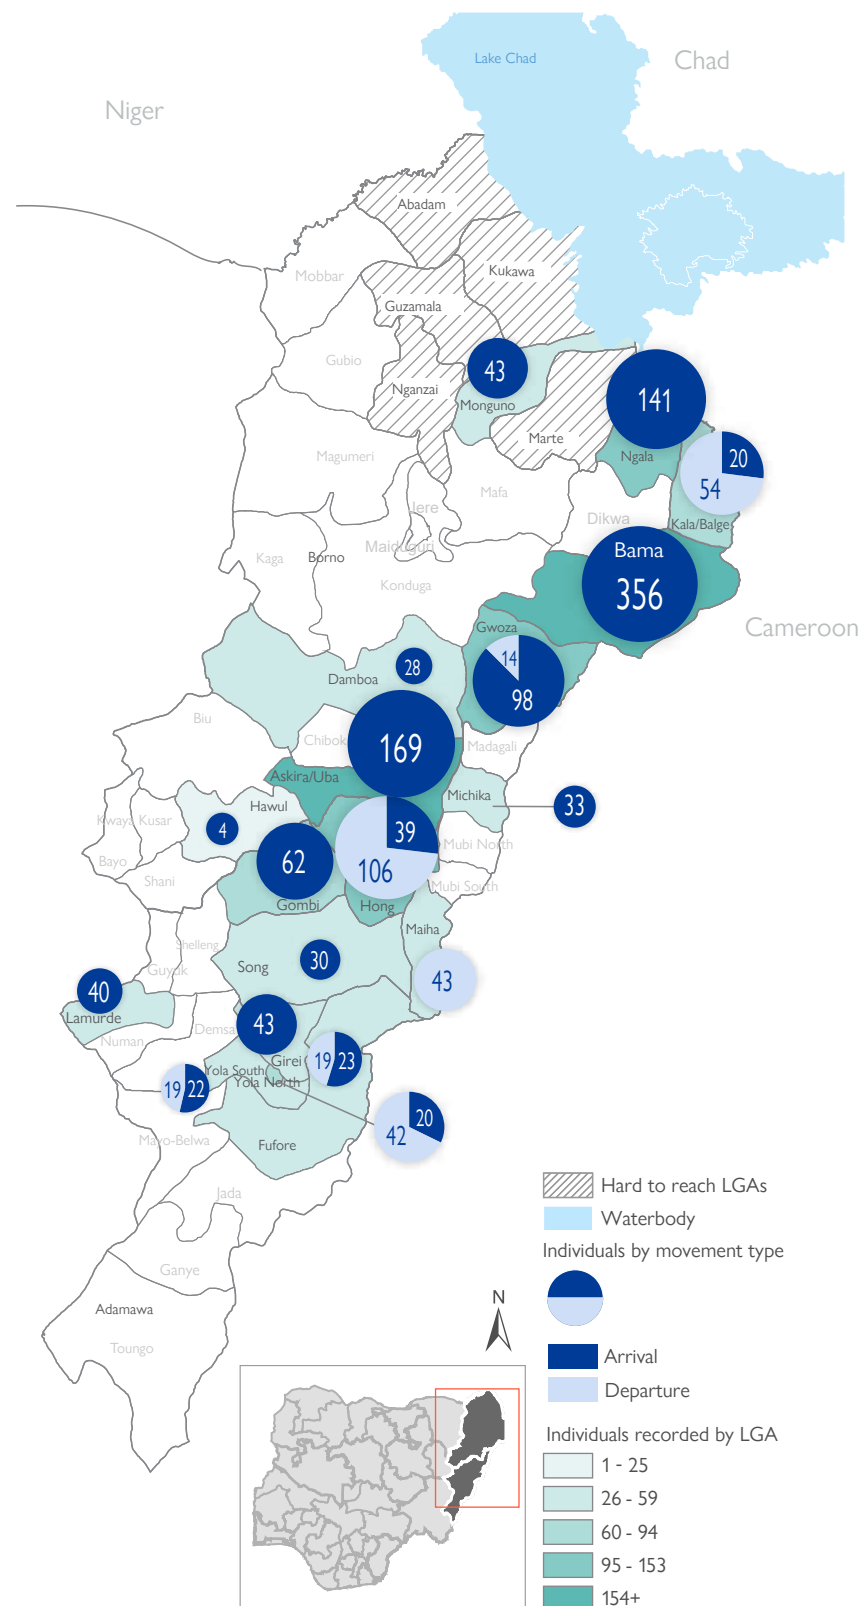 Lake Chad
Chad
Niger
Abadam
Mobbar
Kukawa
Guzamala
Gubio
43
Nganzai
Monguno
141
Marte
Ngala
20
54
Magumeri
Mafa
Jere
Dikwa
Kala/Balge
Maiduguri
Kaga
Borno
Konduga
Bama
356
Cameroon
Gwoza
14
98
28
Damboa
Biu
Chibok
169
Madagali
Askira/Uba
Michika
33
Hawul
Kwaya Kusar
4
39
106
Mubi North
62
Bayo
Shani
Mubi South
Gombi
Hong
Maiha
Shelleng
Guyuk
Song
30
43
40
Lamurde
Numan
Demsa
43
Girei
19
23
Yola South
Yola North
19
22
20
42
Mayo-Belwa
Fufore
Jada
Ganye
Adamawa
Toungo
N
Hard to reach LGAs
Waterbody
Individuals by movement type
Arrival
Departure
Individuals recorded by LGA
1 - 25
26 - 59
60 - 94
95 - 153
154+